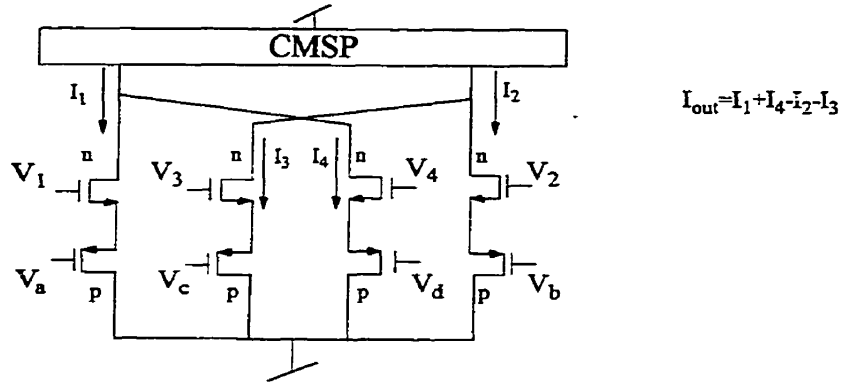 CMSP
I1 I2
Iout=I1+I4-i2-I3
n n I3 I4 n n
V1 V3 V4 V2
Va Vc Vd Vb
p p p p